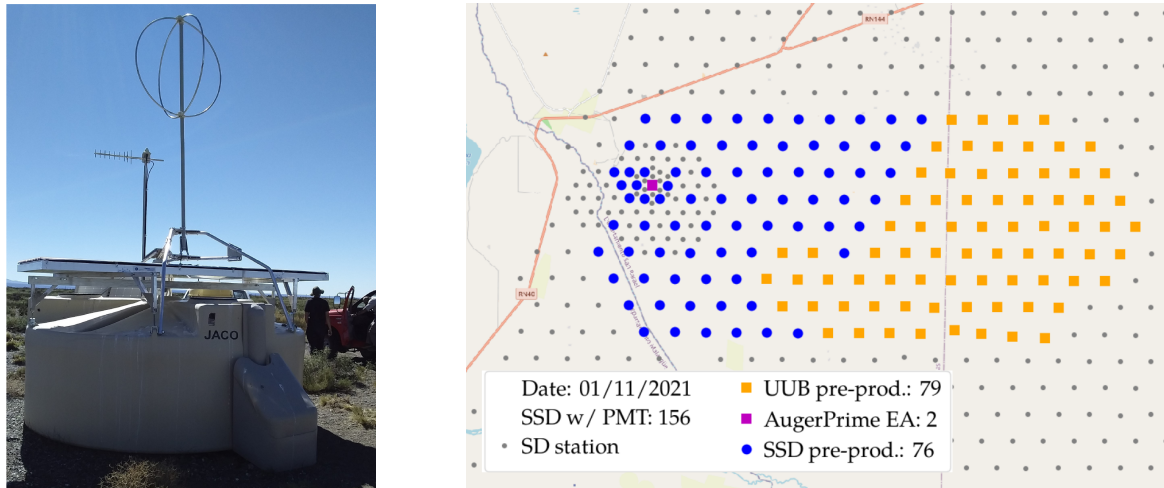 JACO
RN144
RN40
Date: 01/11/2021
SSD w/ PMT: 156
SD station
UUB pre-prod.: 79
AugerPrime EA: 2
SSD pre-prod.: 76